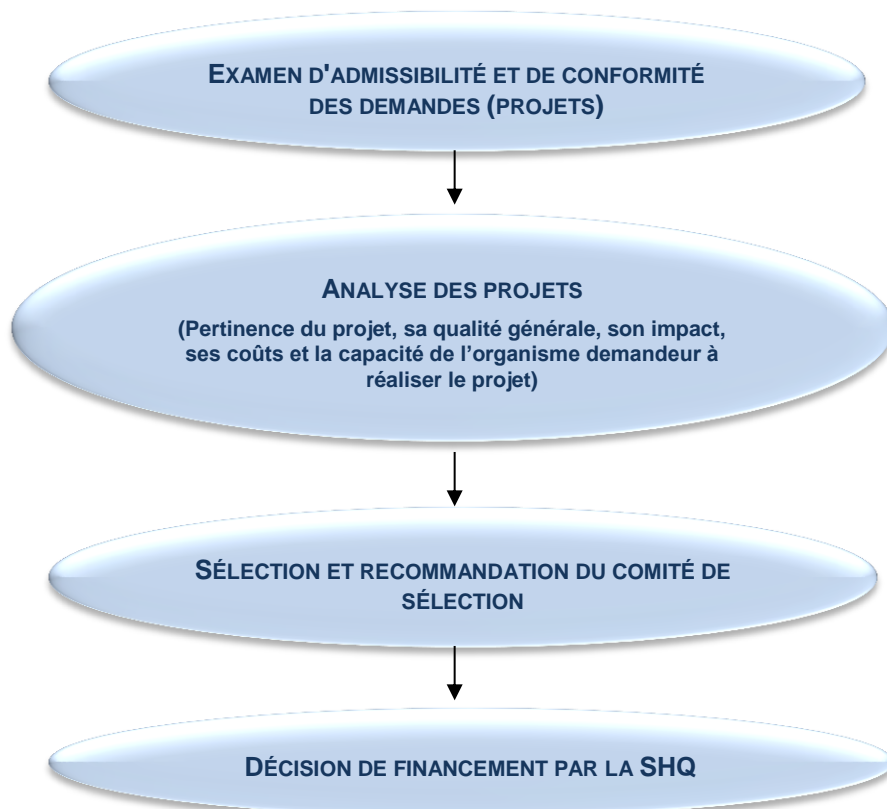 EXAMEN D'ADMISSIBILITÉ ET DE CONFORMITÉ
DES DEMANDES (PROJETS)
ANALYSE DES PROJETS
(Pertinence du projet, sa qualité générale, son impact,
ses coûts et la capacité de l’organisme demandeur à
réaliser le projet)
SÉLECTION ET RECOMMANDATION DU COMITÉ DE
SÉLECTION
DÉCISION DE FINANCEMENT PAR LA SHQ